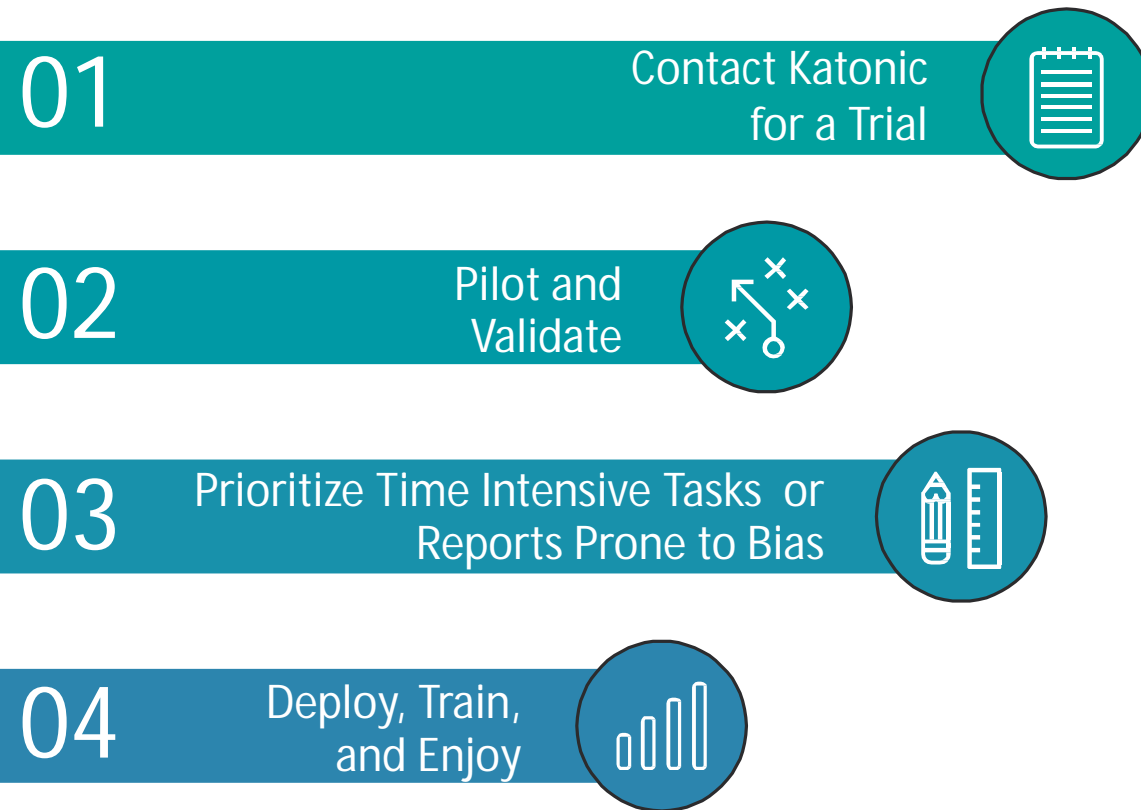 01
Contact Katonic
for a Trial
02
Pilot and
Validate
03
Prioritize Time Intensive Tasks or
Reports Prone to Bias
04
Deploy, Train,
and Enjoy